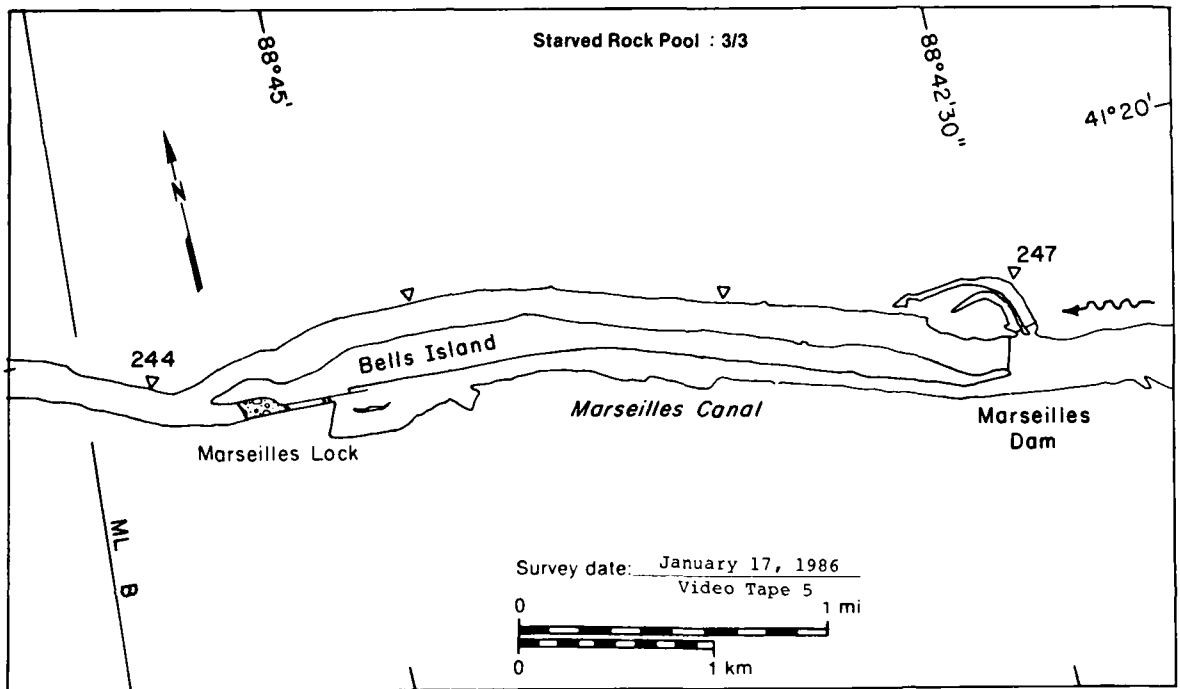 Starved Rock Pool : 3/3
88°45'
88°42'30"
41°20'
N
247
244
Bells Island
Marseilles Canal
Marseilles
Dam
Marseilles Lock
ML B
Survey date: January 17, 1986
Video Tape 5
0 1 mi
0 1 km